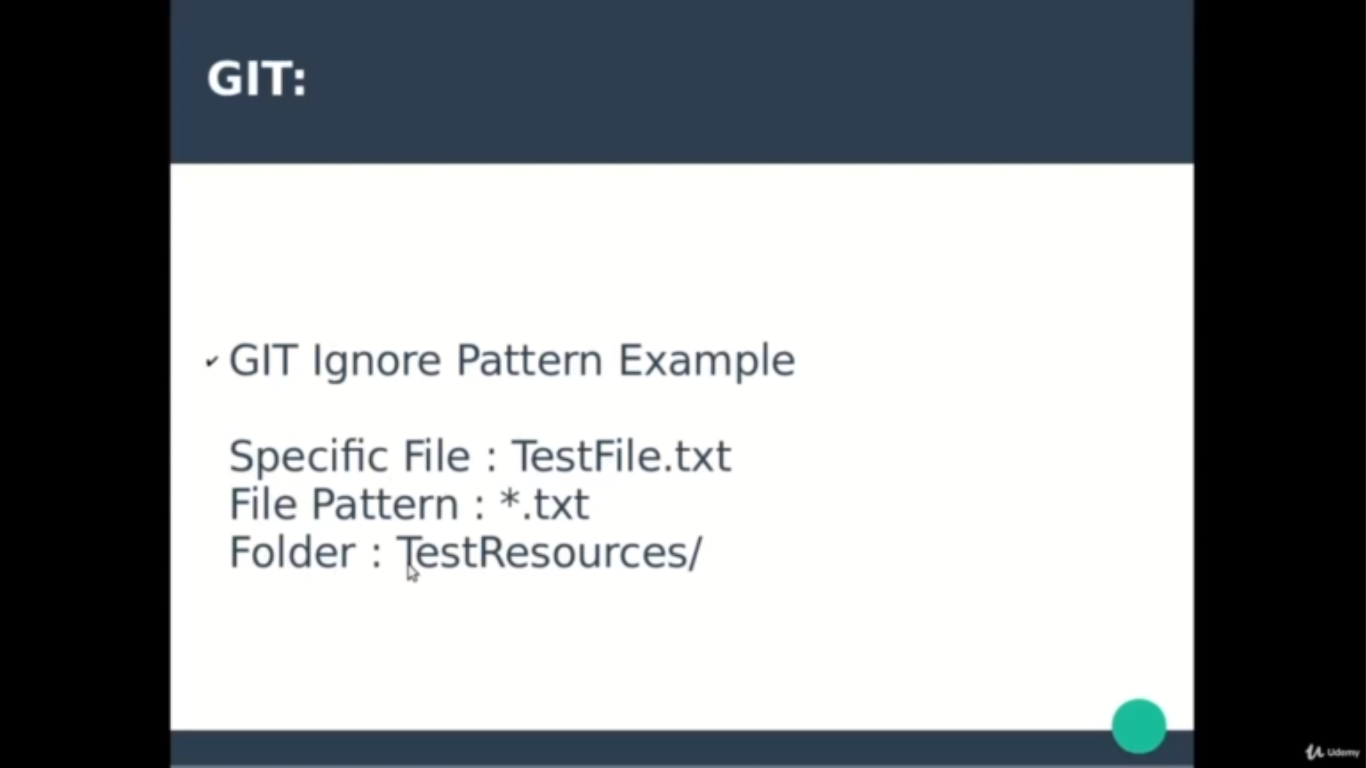 GIT:
✔ GIT Ignore Pattern Example
Specific File : TestFile.txt
File Pattern : *.txt
Folder : TestResources/
Udemy